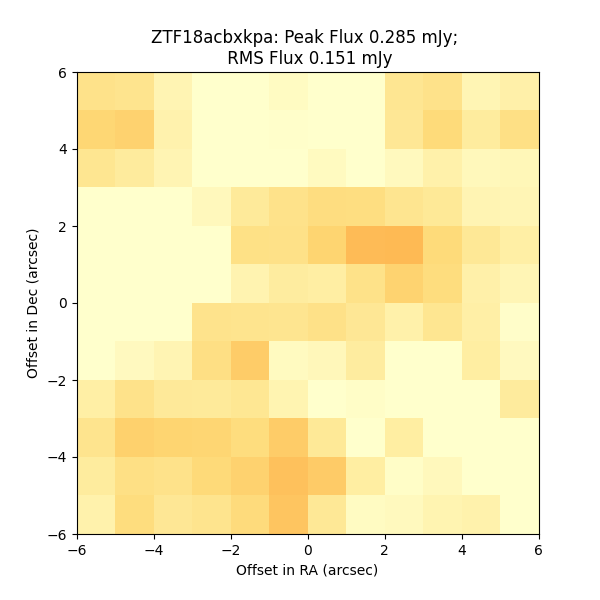 ZTF18acbxkpa: Peak Flux 0.285 mJy;
RMS Flux 0.151 mJy
6
4
2
0
−2
−4
−6
Offset in Dec (arcsec)
−6 −4 −2 0 2 4 6
Offset in RA (arcsec)